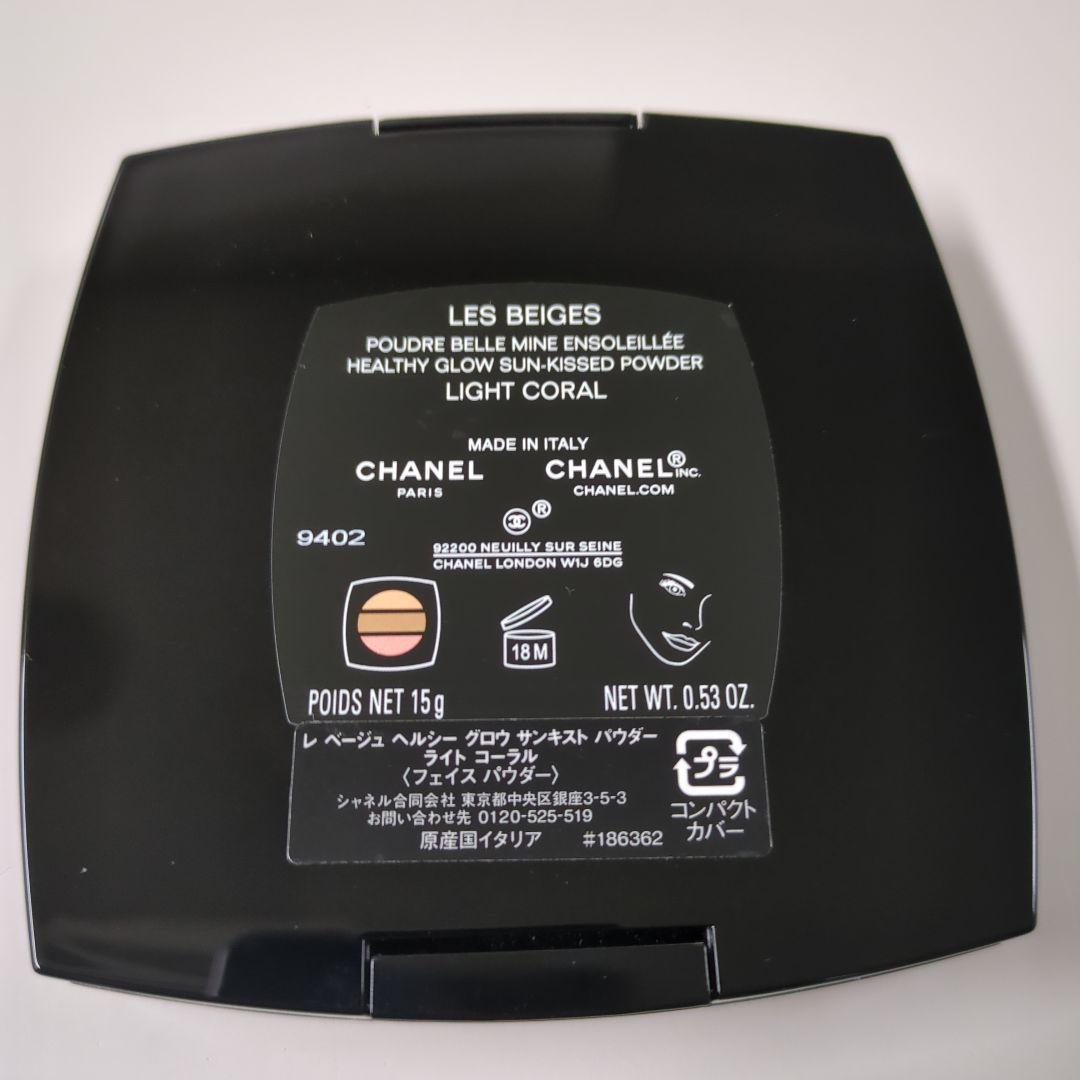 LES BEIGES
POUDRE BELLE MINE ENSOLEILLÉE
HEALTHY GLOW SUN-KISSED POWDER
LIGHT CORAL
MADE IN ITALY
CHANEL CHANEL® INC.
PARIS CHANEL.COM
®
9402
92200 NEUILLY SUR SEINE
CHANEL LONDON W1J 6DG
18 M
POIDS NET 15g NET WT. 0.53 OZ.
レ ベージュ ヘルシー グロウ サンキスト パウダー
ライト コーラル
〈フェイス パウダー〉
シャネル合同会社 東京都中央区銀座3-5-3
お問い合わせ先 0120-525-519
原産国イタリア #186362
プラ
コンパクト
カバー